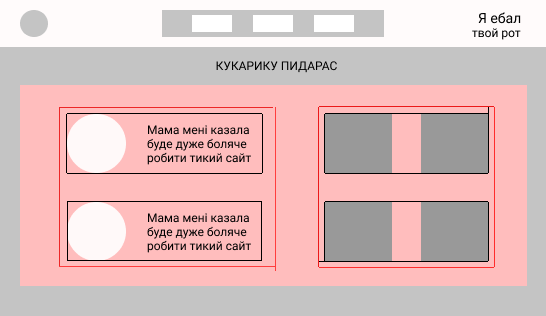 Я ебал
твой рот
КУКАРИКУ ПИДАРАС
Мама мені казала
буде дуже боляче
робити тикий сайт
Мама мені казала
буде дуже боляче
робити тикий сайт